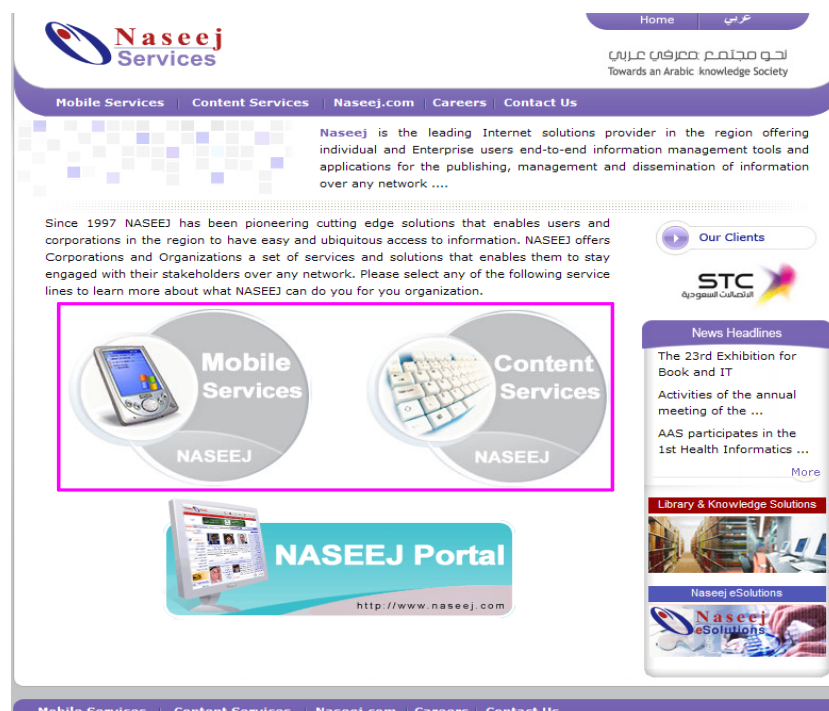 Home عربي
Naseej
Services
نحو مجتمع معرفي عربي
Towards an Arabic knowledge Society
Mobile Services | Content Services | Naseej.com | Careers | Contact Us
Naseej is the leading Internet solutions provider in the region offering
individual and Enterprise users end-to-end information management tools and
applications for the publishing, management and dissemination of information
over any network ....
Since 1997 NASEEJ has been pioneering cutting edge solutions that enables users and
corporations in the region to have easy and ubiquitous access to information. NASEEJ offers
Corporations and Organizations a set of services and solutions that enables them to stay
engaged with their stakeholders over any network. Please select any of the following service
lines to learn more about what NASEEJ can do you for you organization.
Mobile
Services
NASEEJ
Content
Services
NASEEJ
NASEEJ Portal
http://www.naseej.com
Our Clients
STC
الاتصالات السعودية
News Headlines
The 23rd Exhibition for
Book and IT
Activities of the annual
meeting of the ...
AAS participates in the
1st Health Informatics ...
More
Library & Knowledge Solutions
Naseej eSolutions
Naseej
eSolutions
Mobile Services | Content Services | Naseej.com | Careers | Contact Us